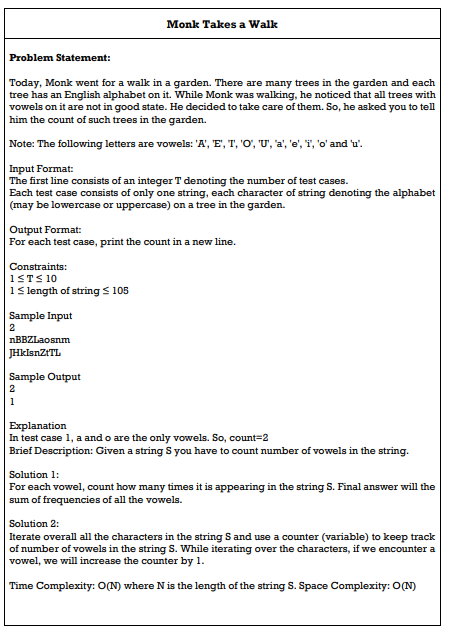 Monk Takes a Walk
Problem Statement:
Today, Monk went for a walk in a garden. There are many trees in the garden and each
tree has an English alphabet on it. While Monk was walking, he noticed that all trees with
vowels on it are not in good state. He decided to take care of them. So, he asked you to tell
him the count of such trees in the garden.
Note: The following letters are vowels: 'A', 'E', 'I', 'O', 'U', 'a', 'e', 'i', 'o' and 'u'.
Input Format:
The first line consists of an integer T denoting the number of test cases.
Each test case consists of only one string, each character of string denoting the alphabet
(may be lowercase or uppercase) on a tree in the garden.
Output Format:
For each test case, print the count in a new line.
Constraints:
1 ≤ T ≤ 10
1 ≤ length of string ≤ 105
Sample Input
2
nBBZLaosnm
JHkIsnZtTL
Sample Output
2
1
Explanation
In test case 1, a and o are the only vowels. So, count=2
Brief Description: Given a string S you have to count number of vowels in the string.
Solution 1:
For each vowel, count how many times it is appearing in the string S. Final answer will the
sum of frequencies of all the vowels.
Solution 2:
Iterate overall all the characters in the string S and use a counter (variable) to keep track
of number of vowels in the string S. While iterating over the characters, if we encounter a
vowel, we will increase the counter by 1.
Time Complexity: O(N) where N is the length of the string S. Space Complexity: O(N)